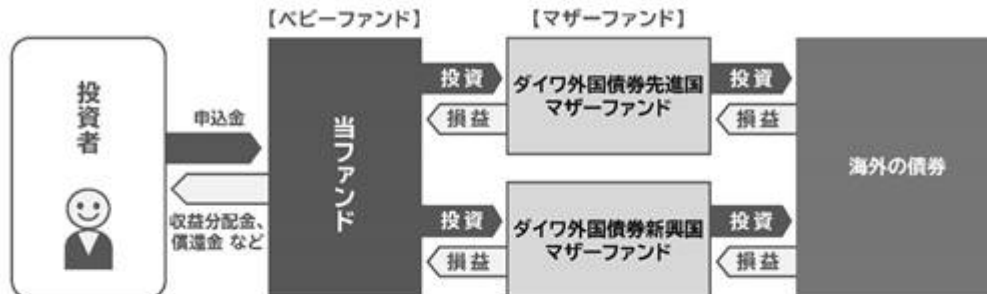 【ベビーファンド】
【マザーファンド】
投資者
申込金
収益分配金、
償還金 など
当ファンド
投資
損益
ダイワ外国債券先進国
マザーファンド
投資
損益
投資
損益
ダイワ外国債券新興国
マザーファンド
投資
損益
海外の債券